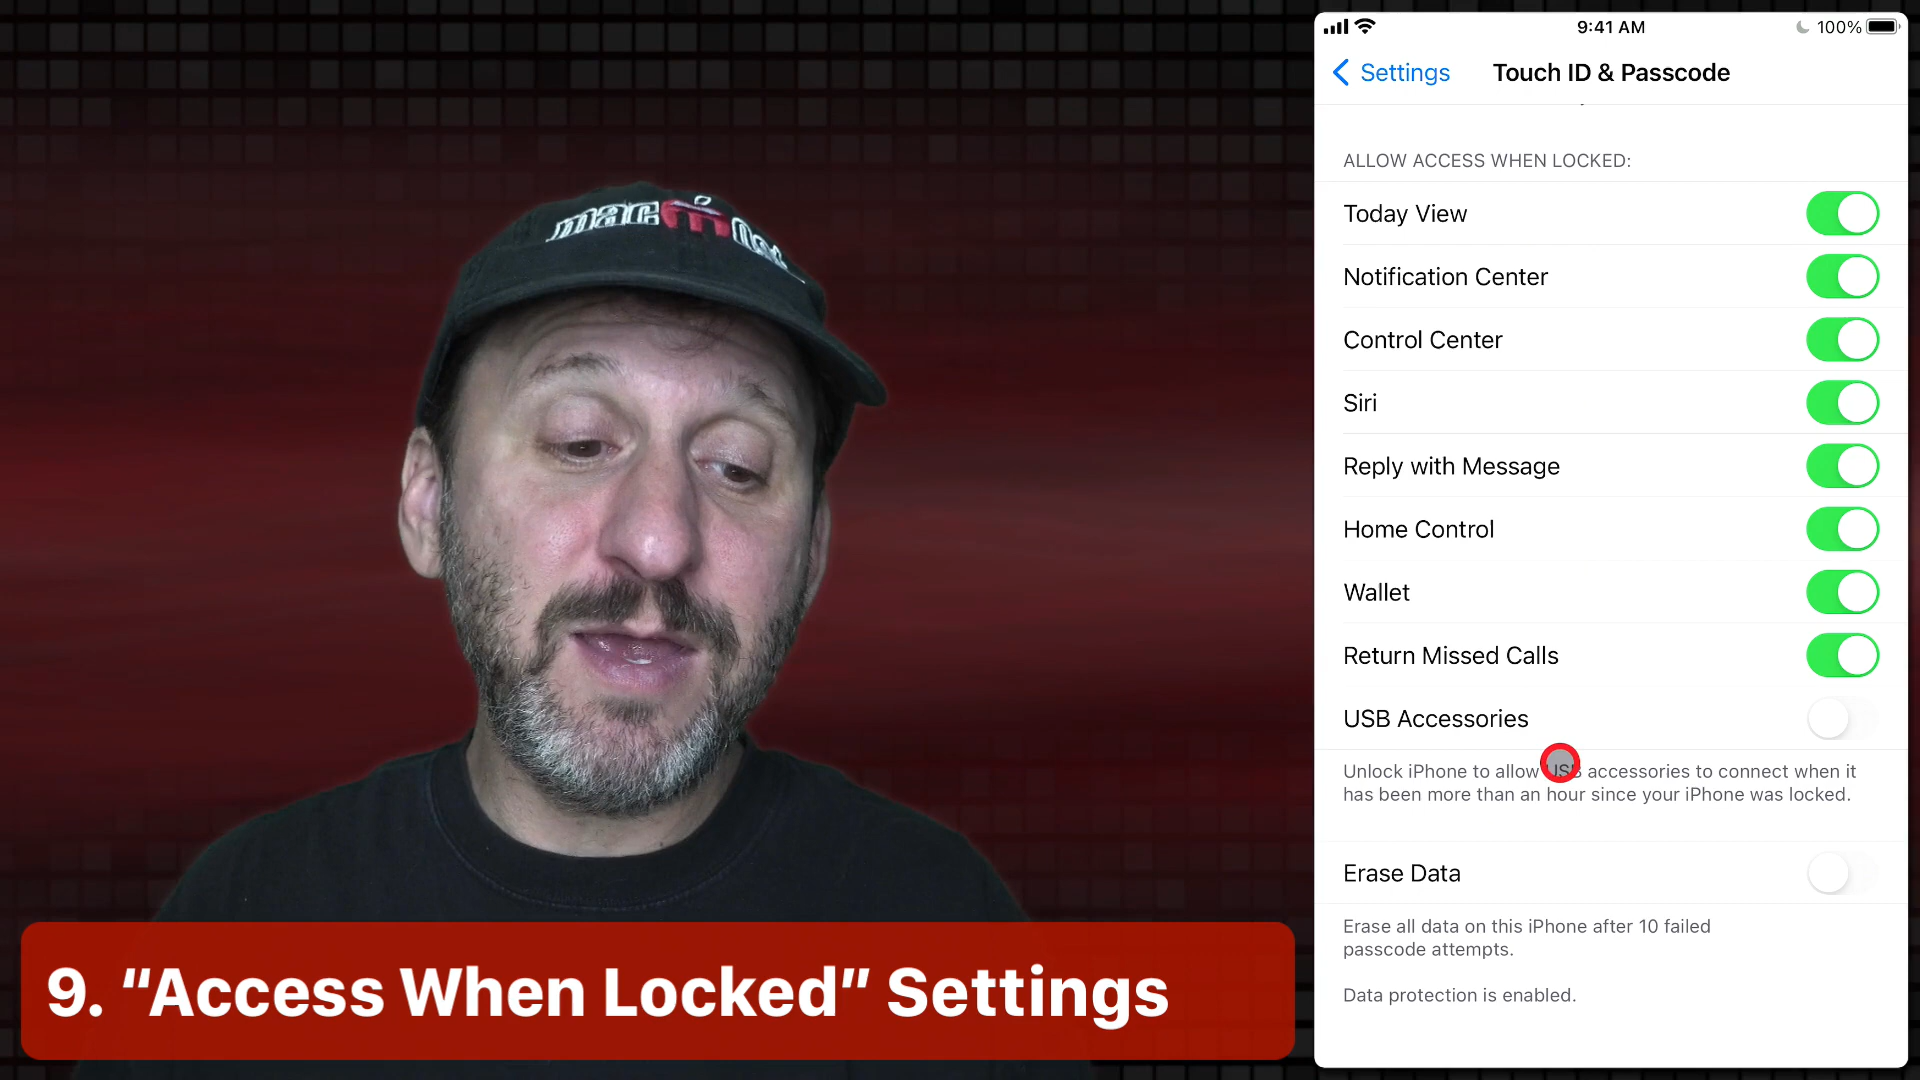 macmost
9:41 AM
100%
Settings
Touch ID & Passcode
ALLOW ACCESS WHEN LOCKED:
Today View
Notification Center
Control Center
Siri
Reply with Message
Home Control
Wallet
Return Missed Calls
USB Accessories
Unlock iPhone to allow USB accessories to connect when it
has been more than an hour since your iPhone was locked.
Erase Data
Erase all data on this iPhone after 10 failed
passcode attempts.
Data protection is enabled.
9. “Access When Locked” Settings